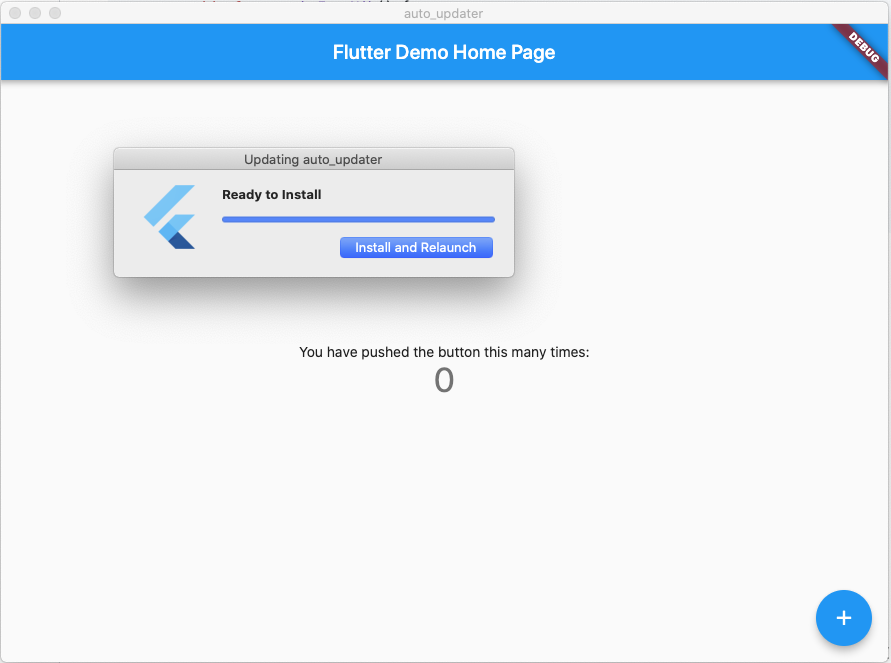 auto_updater
Flutter Demo Home Page
DEBUG
Updating auto_updater
Ready to Install
Install and Relaunch
You have pushed the button this many times:
0
+